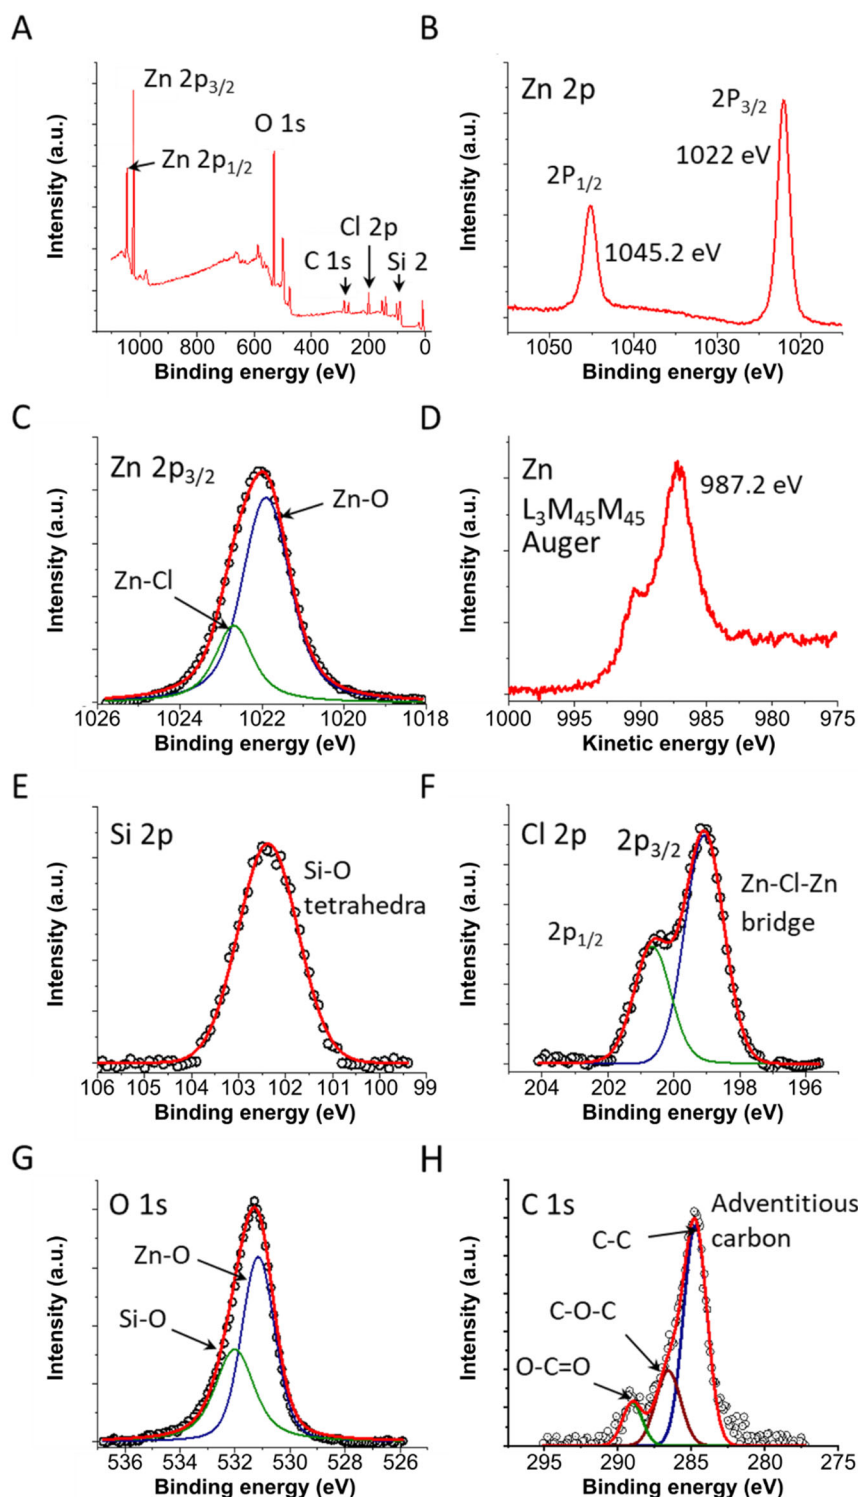 A
Zn 2p3/2
Zn 2p1/2
O 1s
Cl 2p
C 1s
Si 2
Intensity (a.u.)
1000 800 600 400 200 0
Binding energy (eV)
B
Zn 2p
2P3/2
1022 eV
2P1/2
1045.2 eV
Intensity (a.u.)
1050 1040 1030 1020
Binding energy (eV)
C
Zn 2p3/2
Zn-O
Zn-Cl
Intensity (a.u.)
1026 1024 1022 1020 1018
Binding energy (eV)
D
Zn
L3M45M45
Auger
987.2 eV
Intensity (a.u.)
1000 995 990 985 980 975
Kinetic energy (eV)
E
Si 2p
Si-O
tetrahedra
Intensity (a.u.)
106 105 104 103 102 101 100 99
Binding energy (eV)
F
Cl 2p
2p3/2
2p1/2
Zn-Cl-Zn
bridge
Intensity (a.u.)
204 202 200 198 196
Binding energy (eV)
G
O 1s
Zn-O
Si-O
Intensity (a.u.)
536 534 532 530 528 526
Binding energy (eV)
H
C 1s
Adventitious
carbon
C-C
C-O-C
O-C=O
Intensity (a.u.)
295 290 285 280 275
Binding energy (eV)